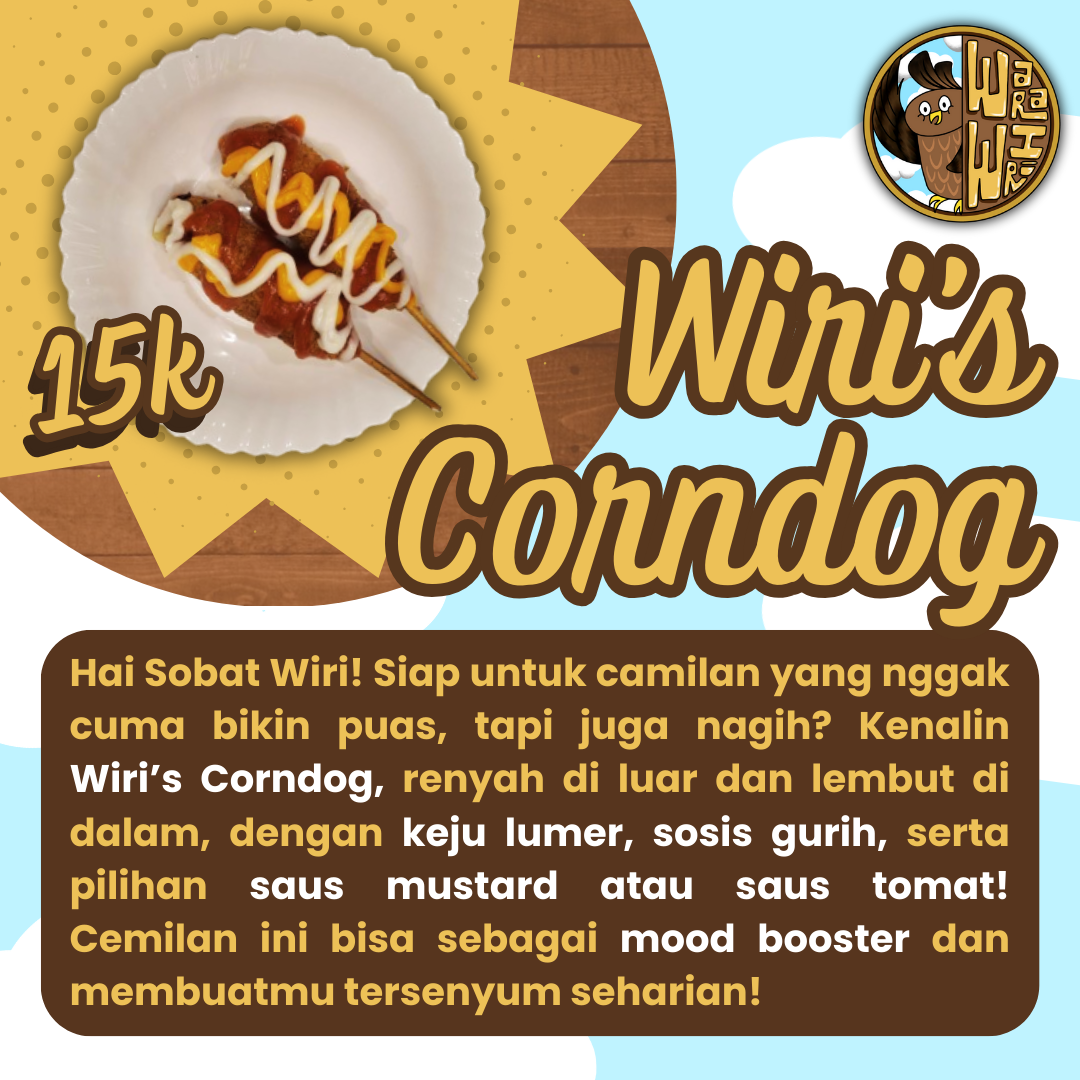 Wara
Wiri
Wiri's
Corndog
15k
Hai Sobat Wiri! Siap untuk camilan yang nggak
cuma bikin puas, tapi juga nagih? Kenalin
Wiri’s Corndog, renyah di luar dan lembut di
dalam, dengan keju lumer, sosis gurih, serta
pilihan saus mustard atau saus tomat!
Cemilan ini bisa sebagai mood booster dan
membuatmu tersenyum seharian!